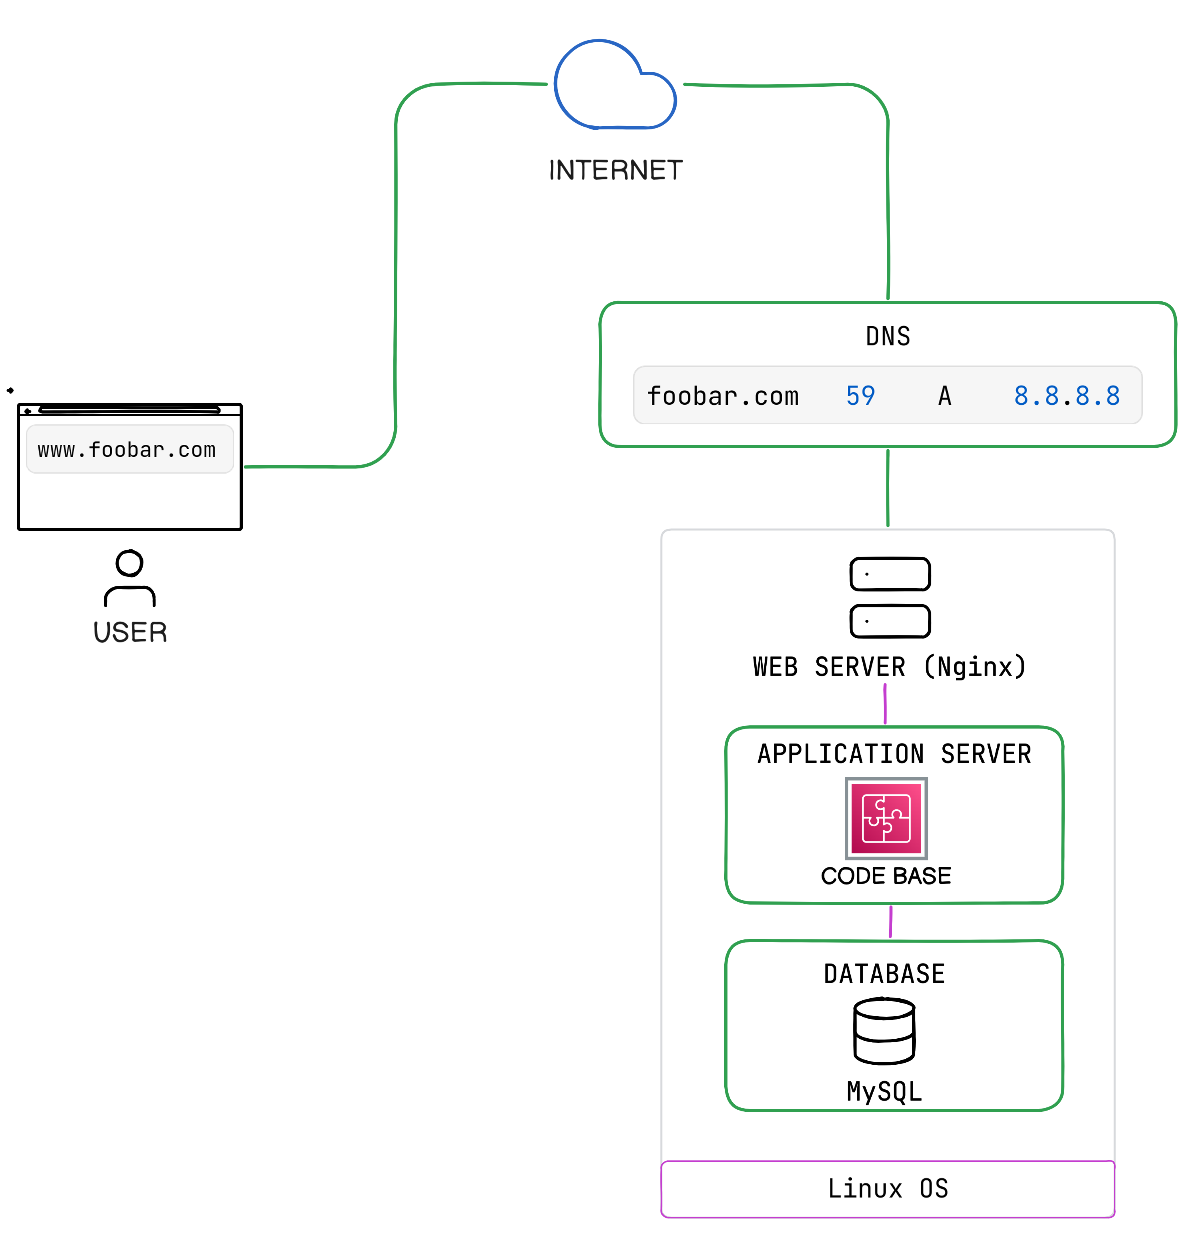 INTERNET
DNS
foobar.com 59 A 8.8.8.8
www.foobar.com
USER
WEB SERVER (Nginx)
APPLICATION SERVER
CODE BASE
DATABASE
MySQL
Linux OS